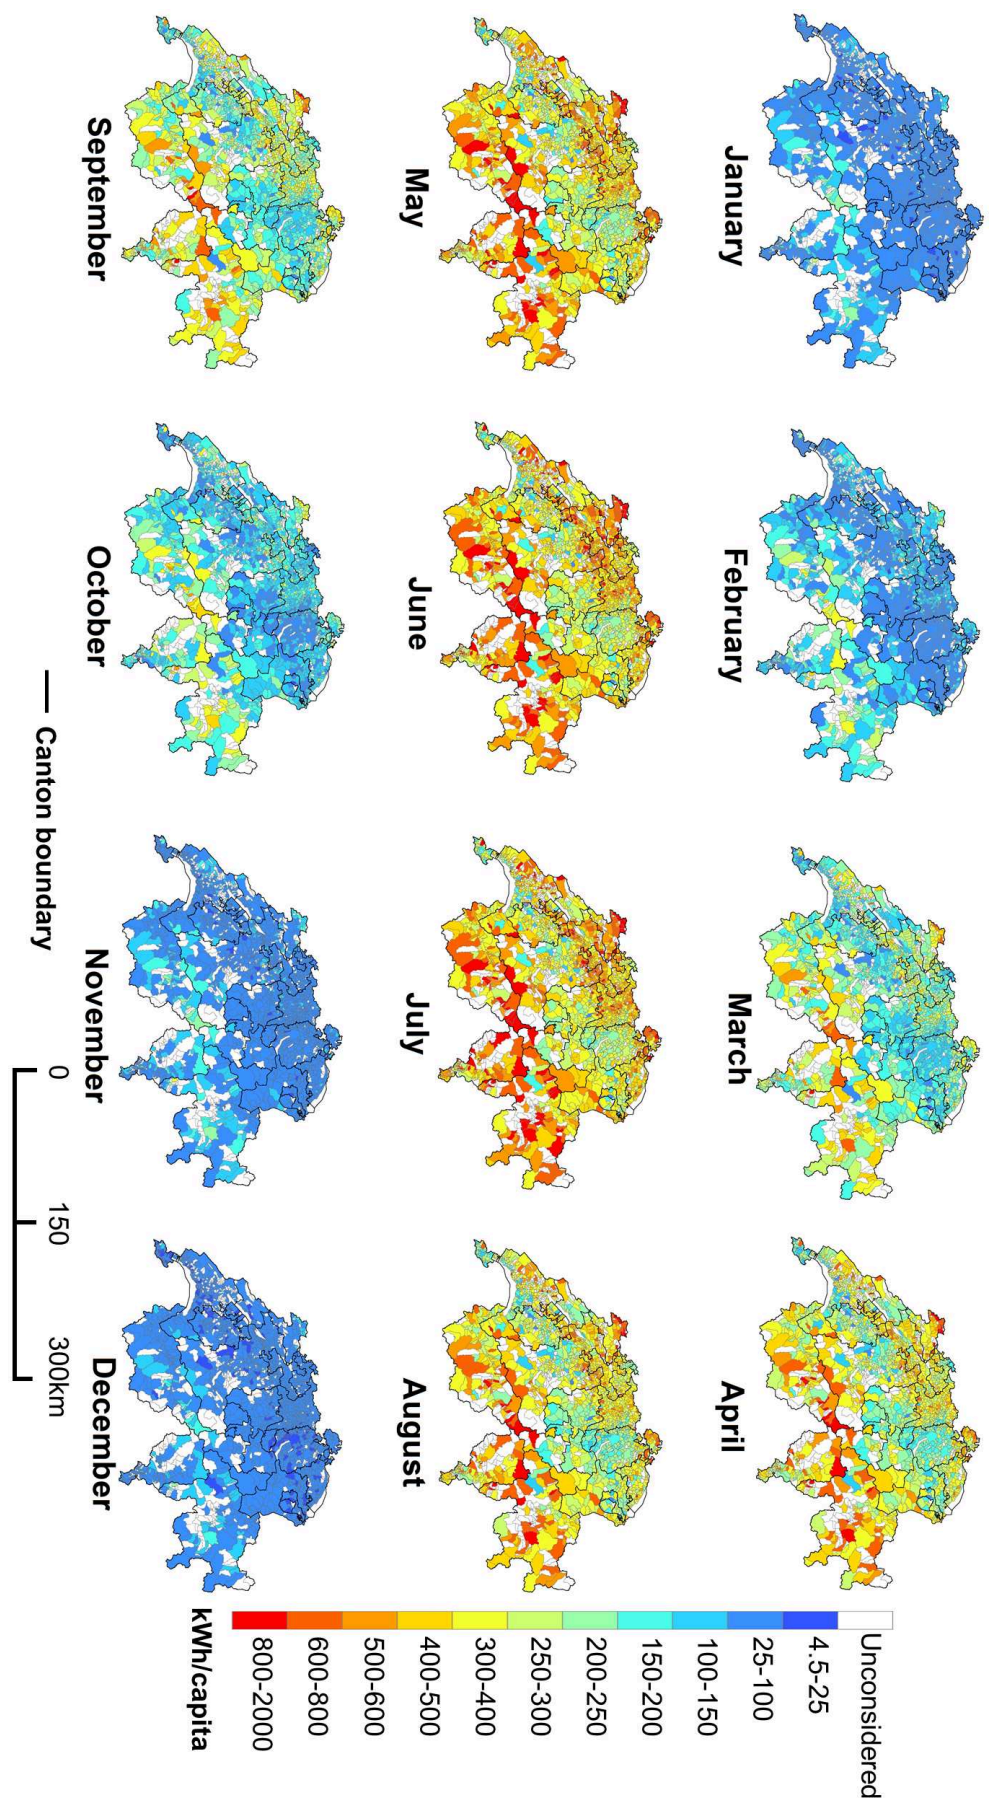 January
February
March
April
May
June
July
August
September
October
November
December
Unconsidered
4.5-25
25-100
100-150
150-200
200-250
250-300
300-400
400-500
500-600
600-800
800-2000
kWh/capita
Canton boundary
0 150 300km